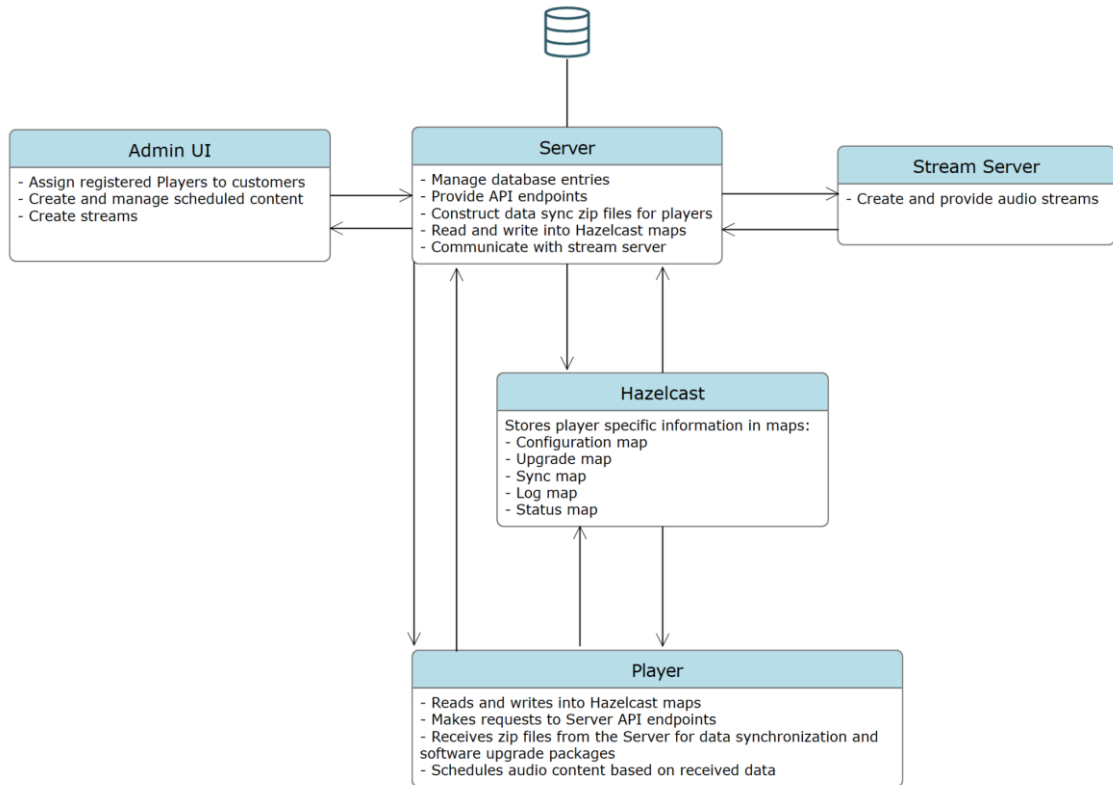 Admin UI
- Assign registered Players to customers
- Create and manage scheduled content
- Create streams
Server
- Manage database entries
- Provide API endpoints
- Construct data sync zip files for players
- Read and write into Hazelcast maps
- Communicate with stream server
Stream Server
- Create and provide audio streams
Hazelcast
Stores player specific information in maps:
- Configuration map
- Upgrade map
- Sync map
- Log map
- Status map
Player
- Reads and writes into Hazelcast maps
- Makes requests to Server API endpoints
- Receives zip files from the Server for data synchronization and
software upgrade packages
- Schedules audio content based on received data